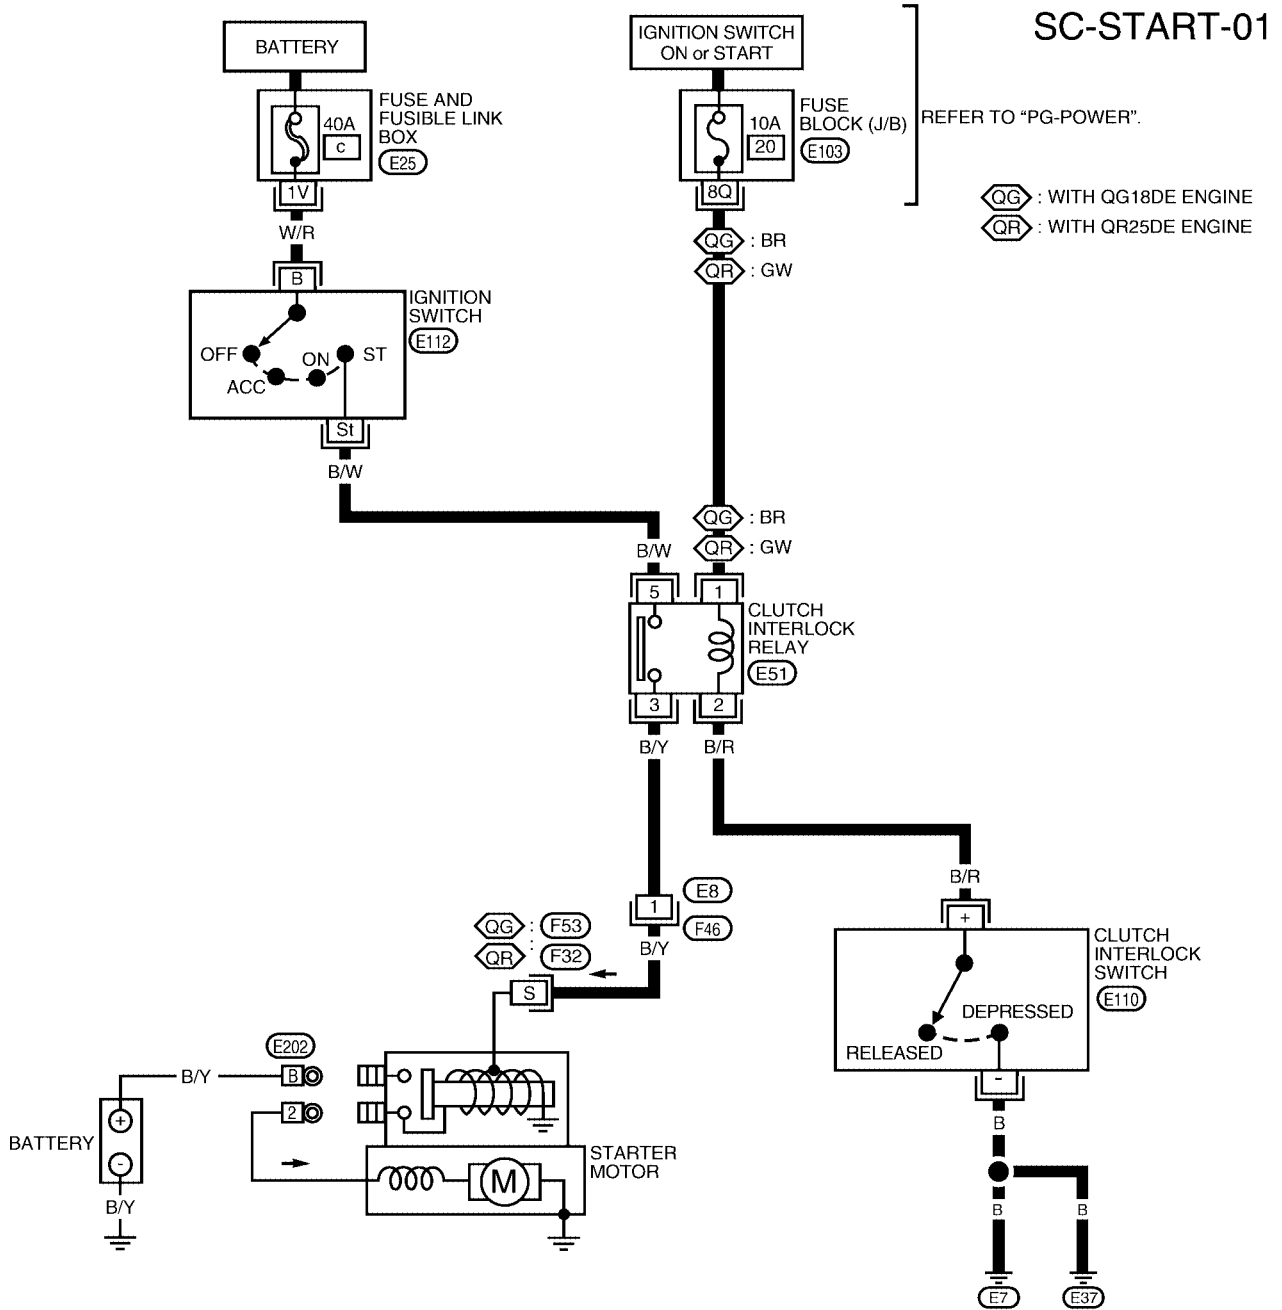 SC-START-01
BATTERY
IGNITION SWITCH
ON or START
FUSE AND
FUSIBLE LINK
BOX
E25
40A
c
1V
FUSE
BLOCK (J/B)
E103
10A
20
8Q
REFER TO “PG-POWER”.
QG : WITH QG18DE ENGINE
QR : WITH QR25DE ENGINE
W/R
QG : BR
QR : GW
B
IGNITION
SWITCH
E112
OFF
ACC
ON
ST
St
B/W
B/W
QG : BR
QR : GW
5
1
CLUTCH
INTERLOCK
RELAY
E51
3
2
B/Y
B/R
B/R
1
E8
F46
B/Y
QG : F53
QR : F32
S
+
CLUTCH
INTERLOCK
SWITCH
E110
DEPRESSED
RELEASED
-
E202
B/Y
B
2
BATTERY
+
-
B/Y
STARTER
MOTOR
M
B
B
B
E7
E37